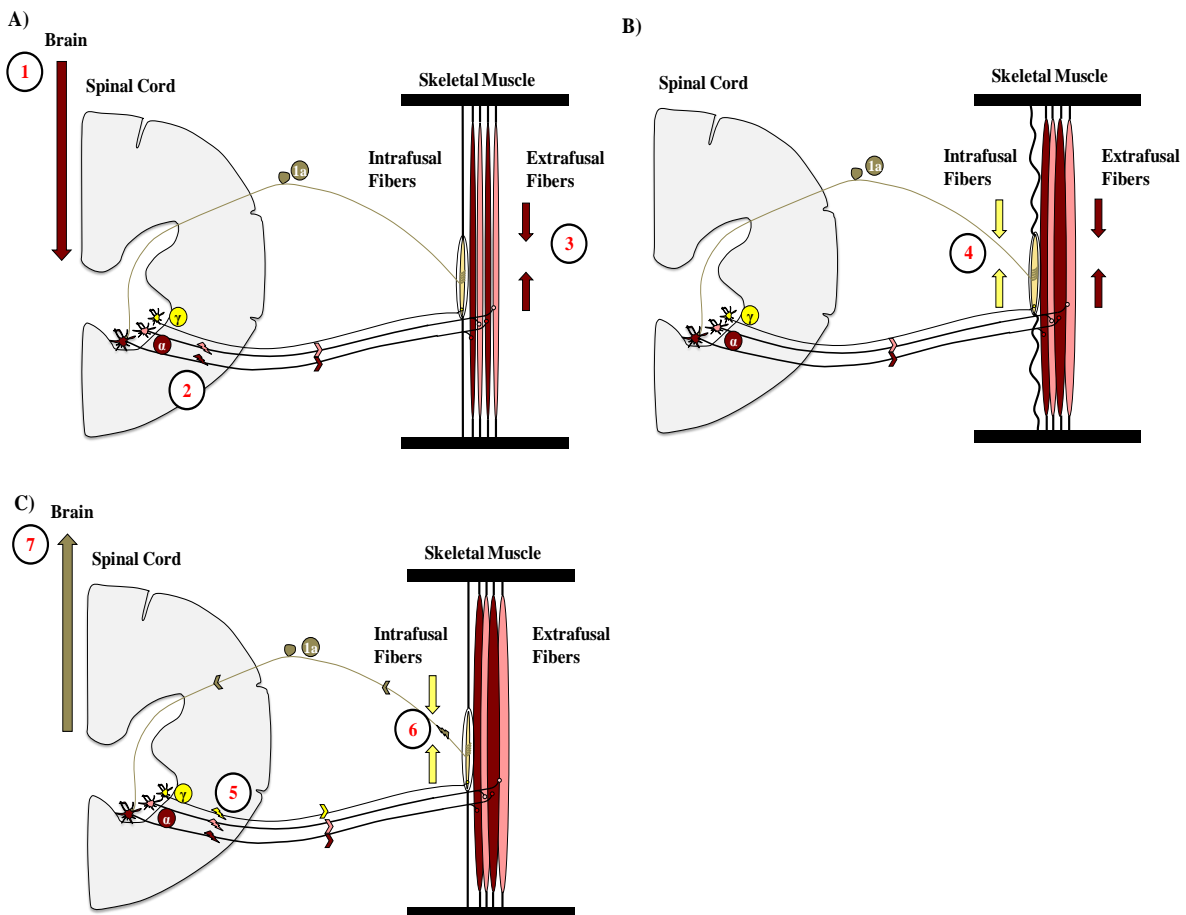 A)
Brain
1
Spinal Cord
Skeletal Muscle
1a
Intrafusal
Fibers
Extrafusal
Fibers
3
γ
α
2
B)
Spinal Cord
Skeletal Muscle
1a
Intrafusal
Fibers
Extrafusal
Fibers
4
γ
α
C)
Brain
7
Spinal Cord
Skeletal Muscle
1a
Intrafusal
Fibers
Extrafusal
Fibers
6
5
γ
α